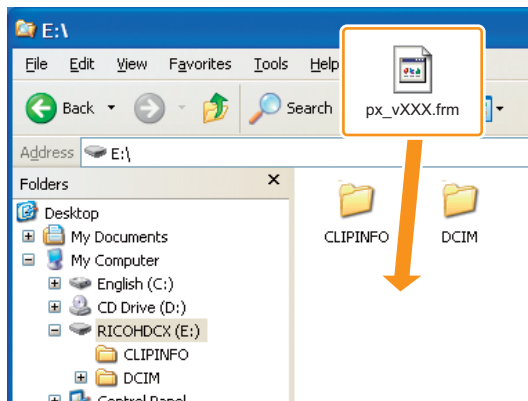 E:\
File Edit View Favorites Tools Help
px_vXXX.frm
Back Search
Address E:\
Folders
Desktop
My Documents
My Computer
English (C:)
CD Drive (D:)
RICOHDCX (E:)
CLIPINFO
DCIM
Control Panel
CLIPINFO DCIM